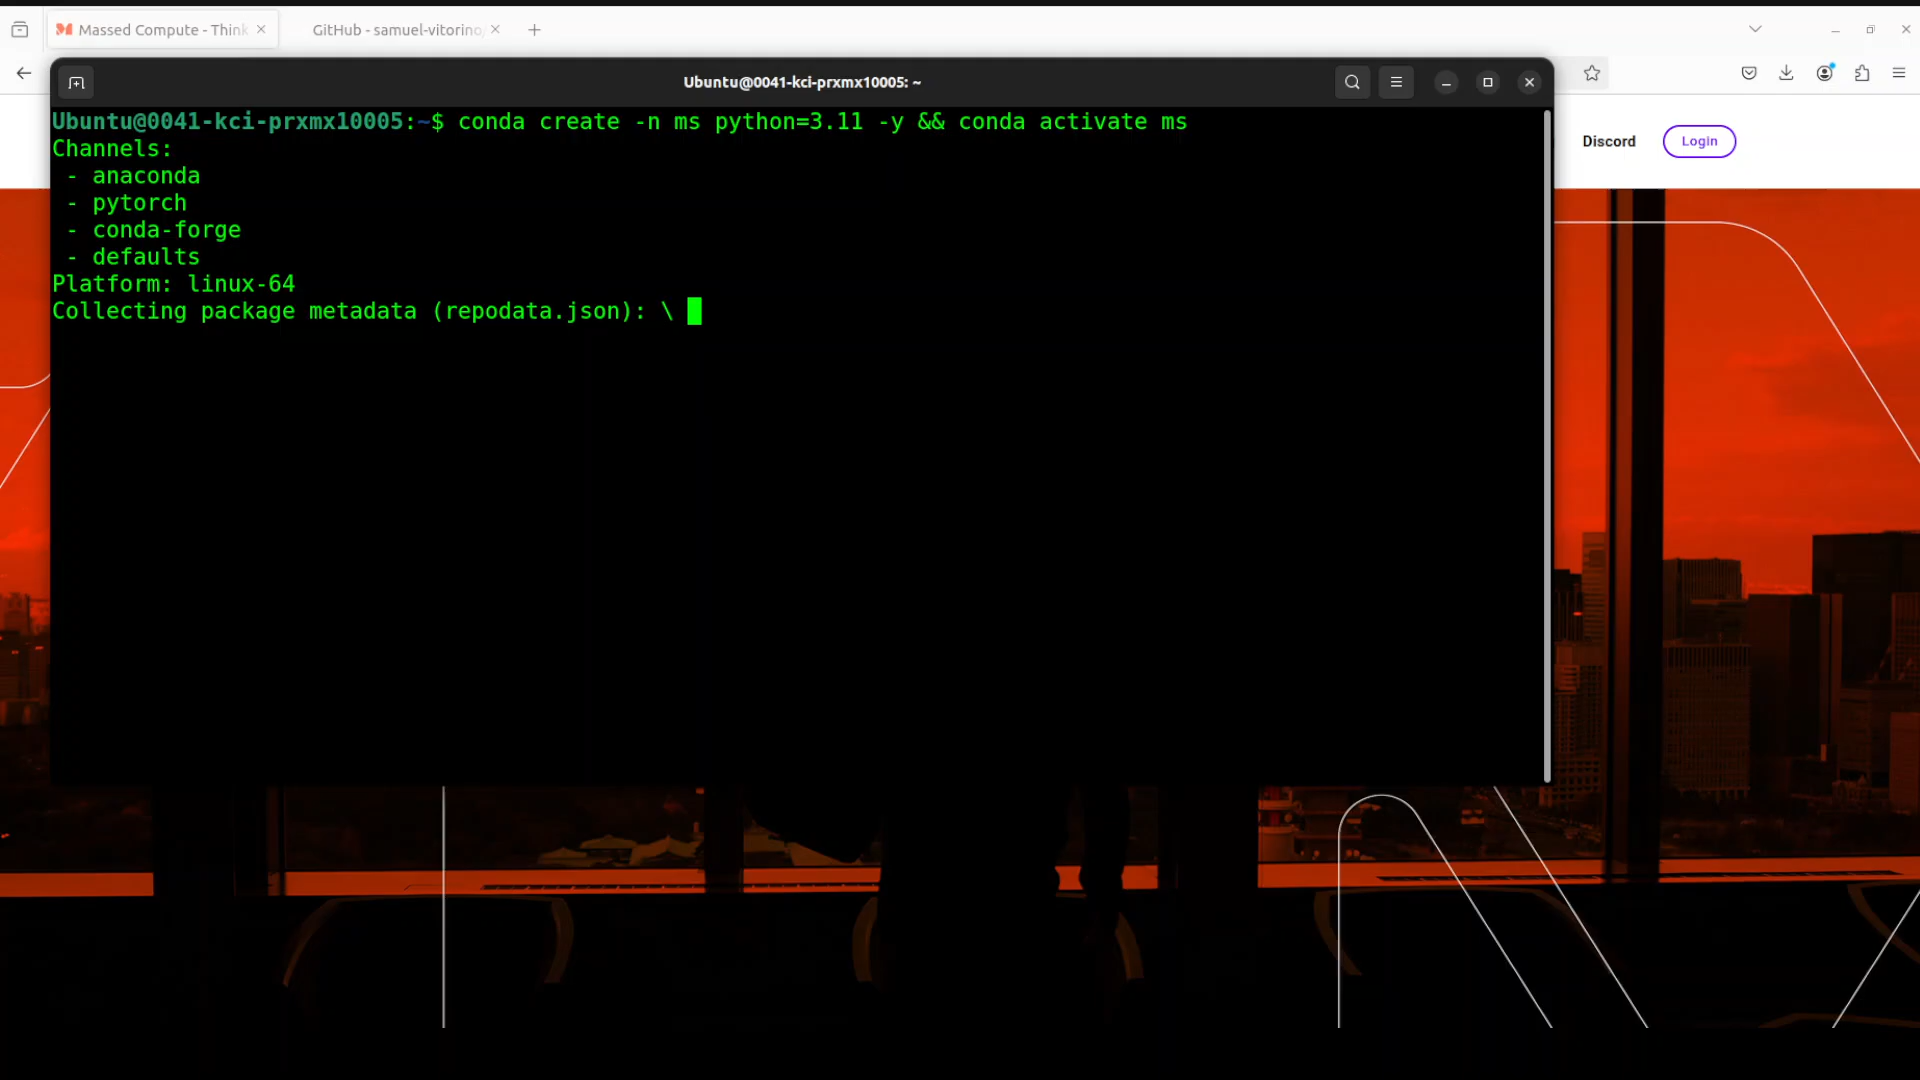 Massed Compute - Think
GitHub - samuel-vitorino/
Ubuntu@0041-kci-prxmx10005: ~
Discord
Login
Ubuntu@0041-kci-prxmx10005:~$ conda create -n ms python=3.11 -y && conda activate ms
Channels:
- anaconda
- pytorch
- conda-forge
- defaults
Platform: linux-64
Collecting package metadata (repodata.json): \